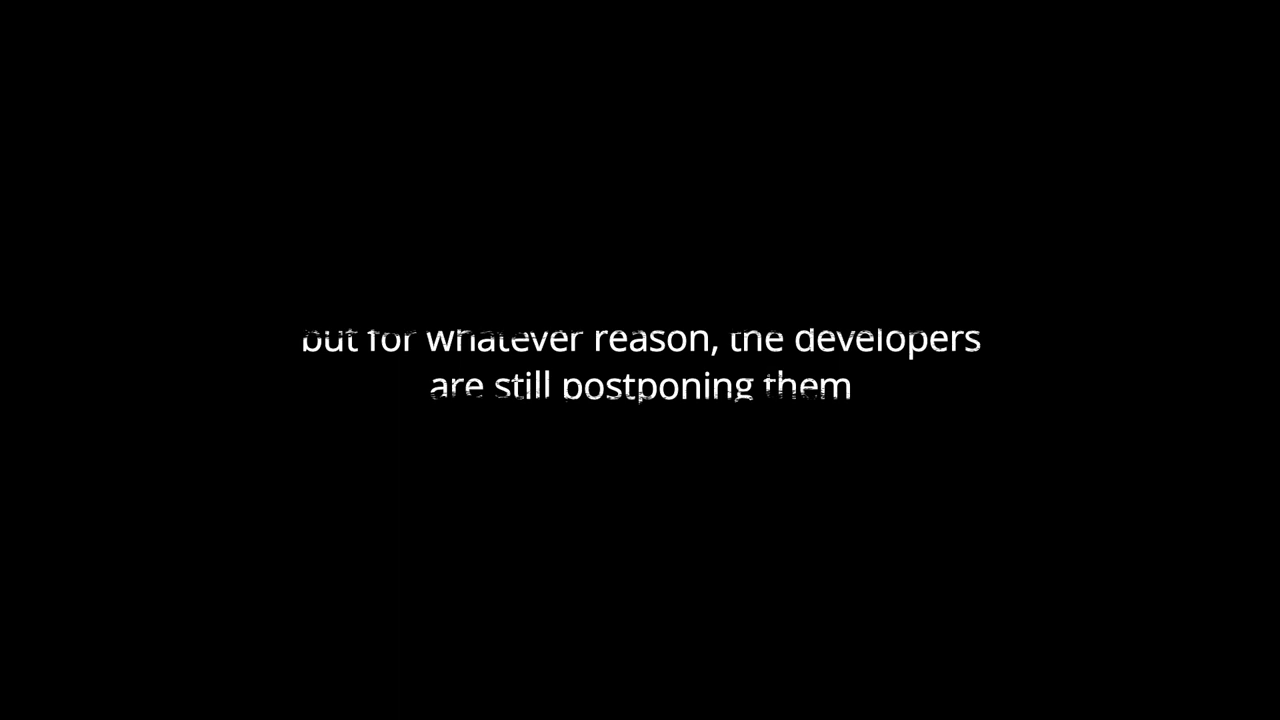 but for whatever reason, the developers
are still postponing them